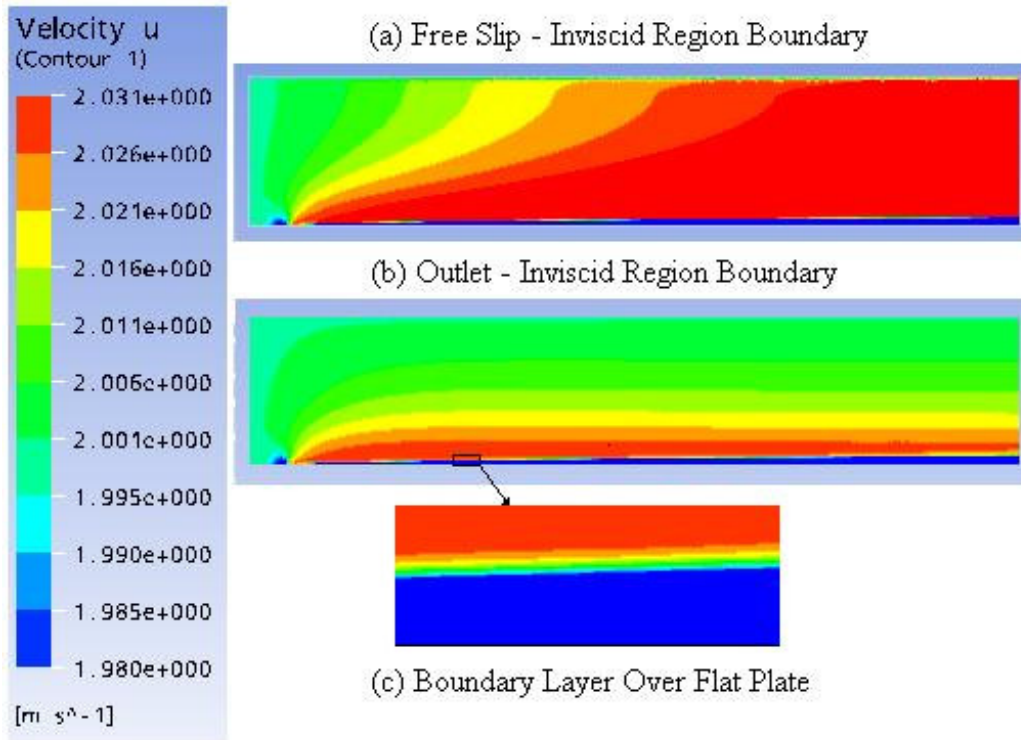 Velocity u
(Contour 1)
2.031e+000
2.026e+000
2.021e+000
2.016e+000
2.011e+000
2.006e+000
2.001e+000
1.995e+000
1.990e+000
1.985e+000
1.980e+000
[m s^-1]
(a) Free Slip - Inviscid Region Boundary
(b) Outlet - Inviscid Region Boundary
(c) Boundary Layer Over Flat Plate